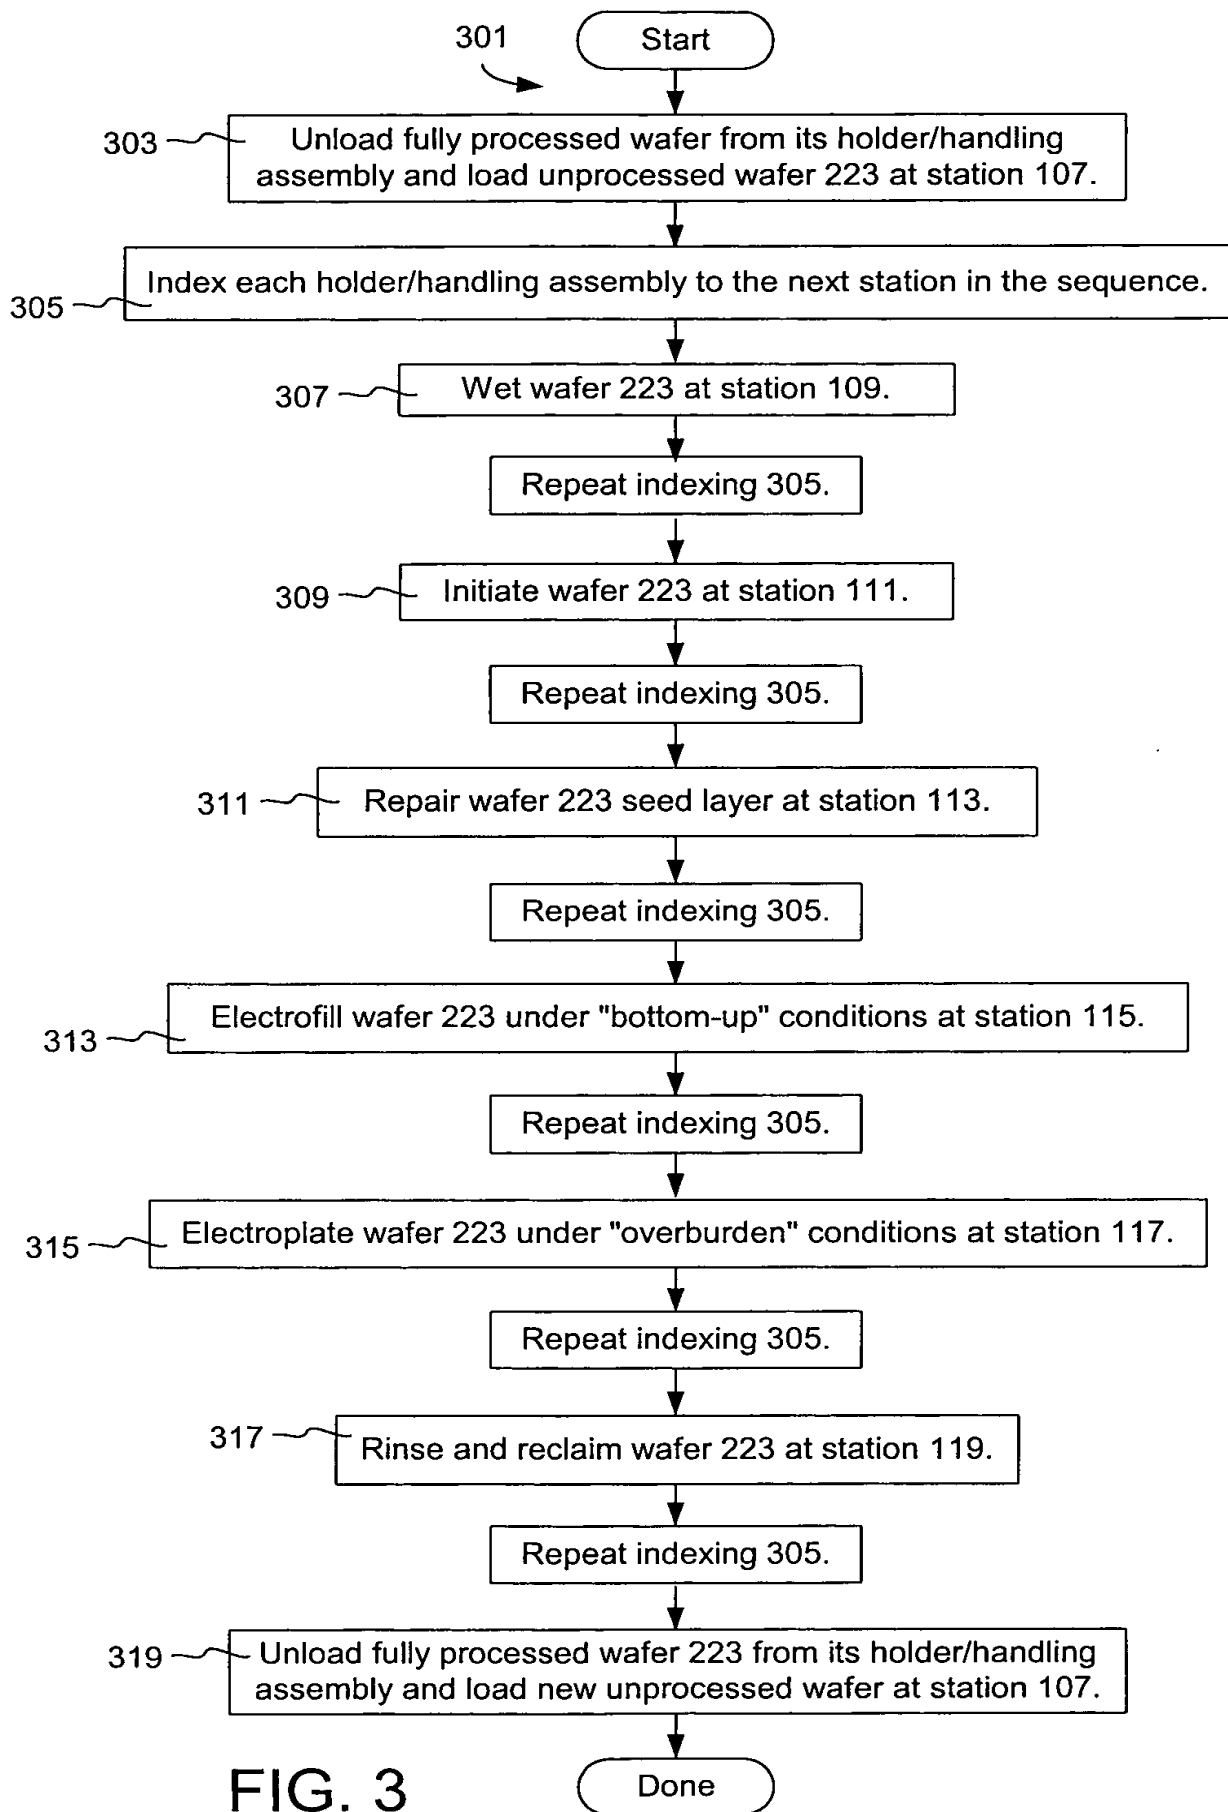 Start
301
303
Unload fully processed wafer from its holder/handling
assembly and load unprocessed wafer 223 at station 107.
305
Index each holder/handling assembly to the next station in the sequence.
307
Wet wafer 223 at station 109.
Repeat indexing 305.
309
Initiate wafer 223 at station 111.
Repeat indexing 305.
311
Repair wafer 223 seed layer at station 113.
Repeat indexing 305.
313
Electrofill wafer 223 under "bottom-up" conditions at station 115.
Repeat indexing 305.
315
Electroplate wafer 223 under "overburden" conditions at station 117.
Repeat indexing 305.
317
Rinse and reclaim wafer 223 at station 119.
Repeat indexing 305.
319
Unload fully processed wafer 223 from its holder/handling
assembly and load new unprocessed wafer at station 107.
Done
FIG. 3